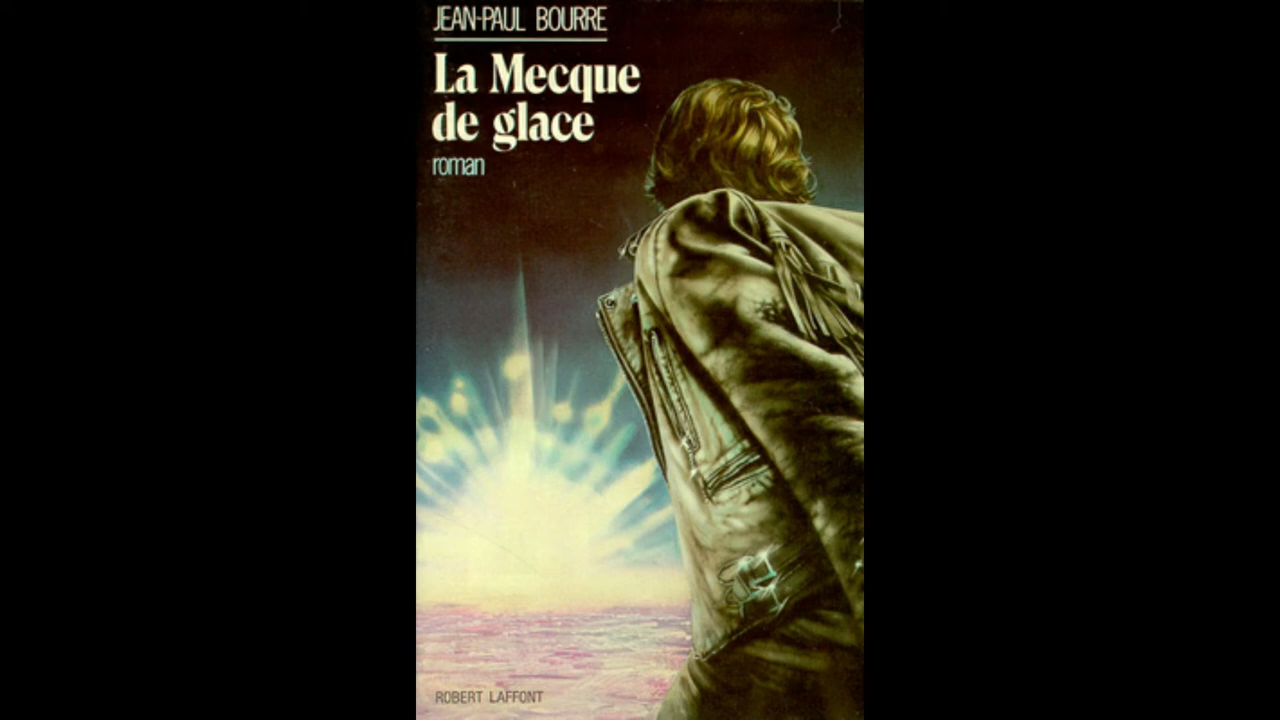 JEAN-PAUL BOURRE
La Mecque
de glace
roman
ROBERT LAFFONT